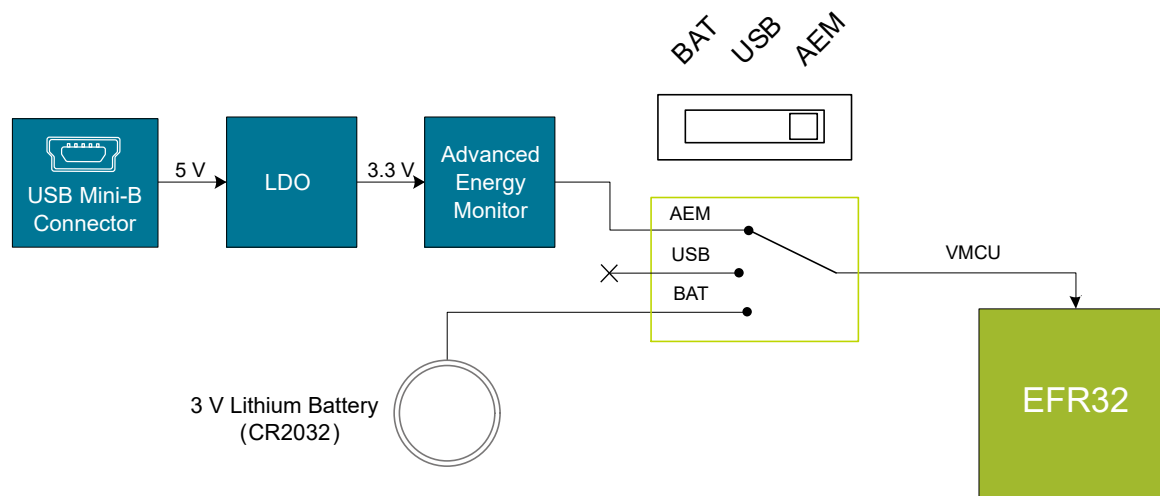 BAT
USB
AEM
USB Mini-B
Connector
5 V
LDO
3.3 V
Advanced
Energy
Monitor
AEM
USB
BAT
VMCU
3 V Lithium Battery
(CR2032)
EFR32